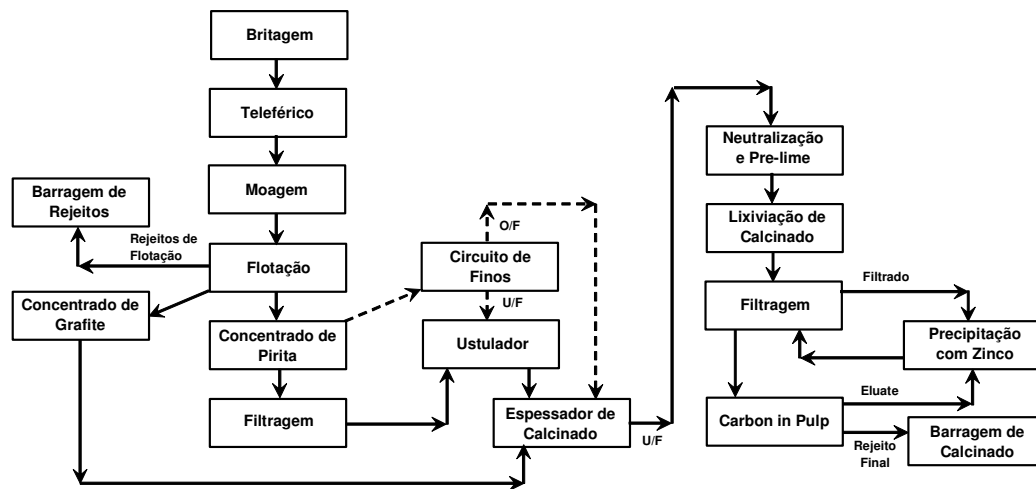 Britagem
Teleférico
Moagem
Barragem de
Rejeitos
Rejeitos de
Flotação
Flotação
Concentrado de
Grafite
Concentrado de
Pirita
Filtragem
O/F
Circuito de
Finos
U/F
Ustulador
Espessador de
Calcinado
U/F
Neutralização
e Pre-lime
Lixiviação de
Calcinado
Filtragem
Filtrado
Precipitação
com Zinco
Eluate
Carbon in Pulp
Rejeito
Final
Barragem de
Calcinado